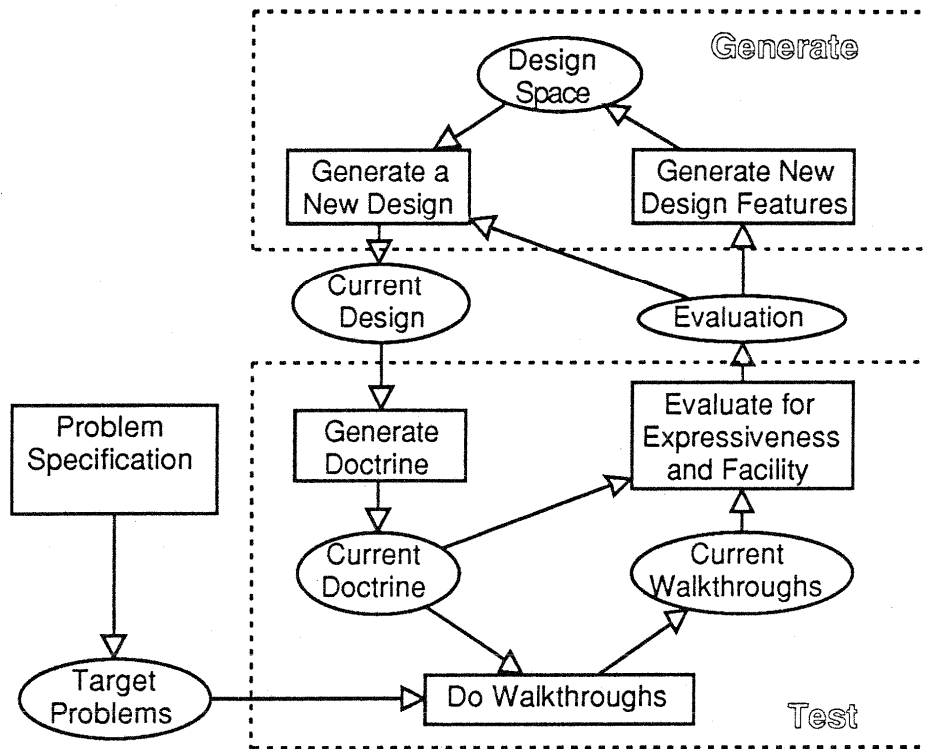 Generate
Design
Space
Generate a
New Design
Generate New
Design Features
Current
Design
Evaluation
Problem
Specification
Generate
Doctrine
Evaluate for
Expressiveness
and Facility
Current
Doctrine
Current
Walkthroughs
Target
Problems
Do Walkthroughs
Test